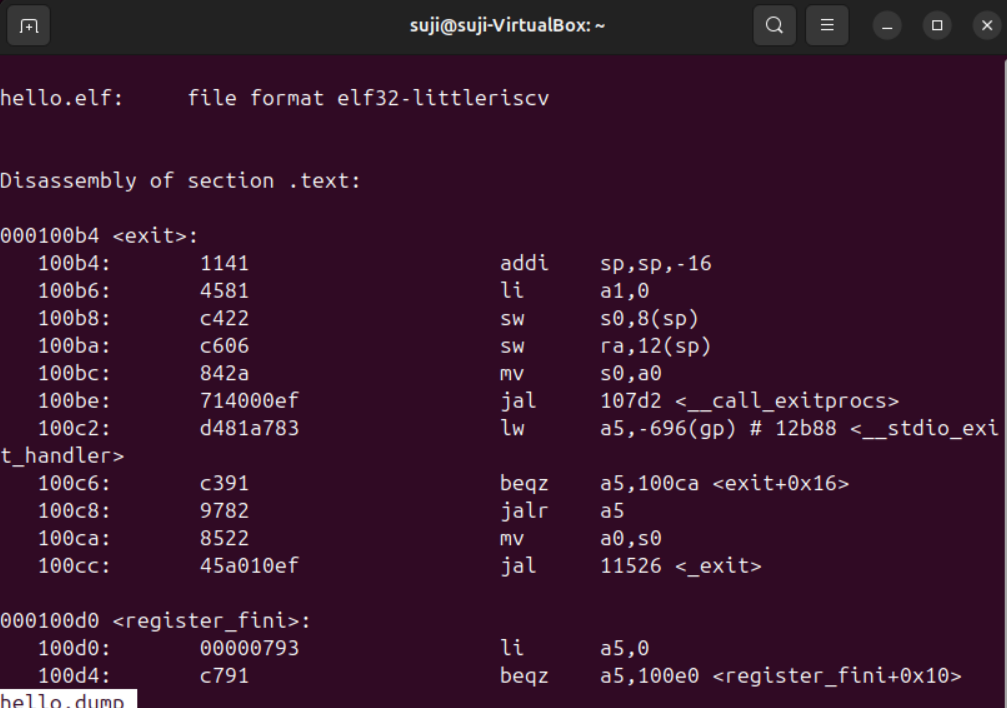 suji@suji-VirtualBox: ~
hello.elf:     file format elf32-littleriscv
Disassembly of section .text:
000100b4 <exit>:
   100b4:	1141                	addi	sp,sp,-16
   100b6:	4581                	li	a1,0
   100b8:	c422                	sw	s0,8(sp)
   100ba:	c606                	sw	ra,12(sp)
   100bc:	842a                	mv	s0,a0
   100be:	714000ef          	jal	107d2 <__call_exitprocs>
   100c2:	d481a783          	lw	a5,-696(gp) # 12b88 <__stdio_exi
t_handler>
   100c6:	c391                	beqz	a5,100ca <exit+0x16>
   100c8:	9782                	jalr	a5
   100ca:	8522                	mv	a0,s0
   100cc:	45a010ef          	jal	11526 <_exit>
000100d0 <register_fini>:
   100d0:	00000793          	li	a5,0
   100d4:	c791                	beqz	a5,100e0 <register_fini+0x10>
hello.dump